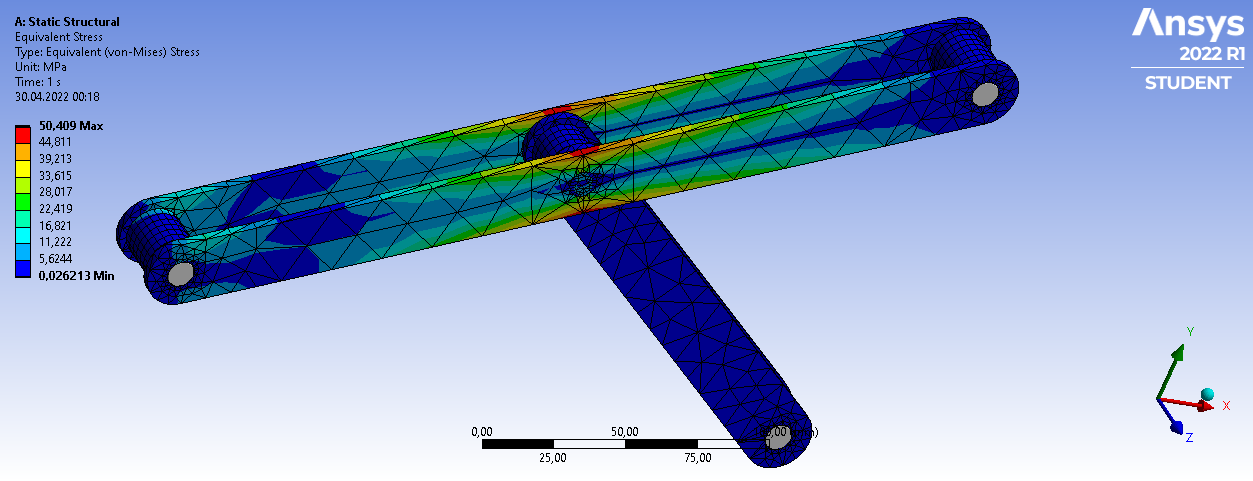 A: Static Structural
Equivalent Stress
Type: Equivalent (von-Mises) Stress
Unit: MPa
Time: 1 s
30.04.2022 00:18
50,409 Max
44,811
39,213
33,615
28,017
22,419
16,821
11,222
5,6244
0,026213 Min
Ansys
2022 R1
STUDENT
0,00
50,00
25,00
75,00
Y
X
Z